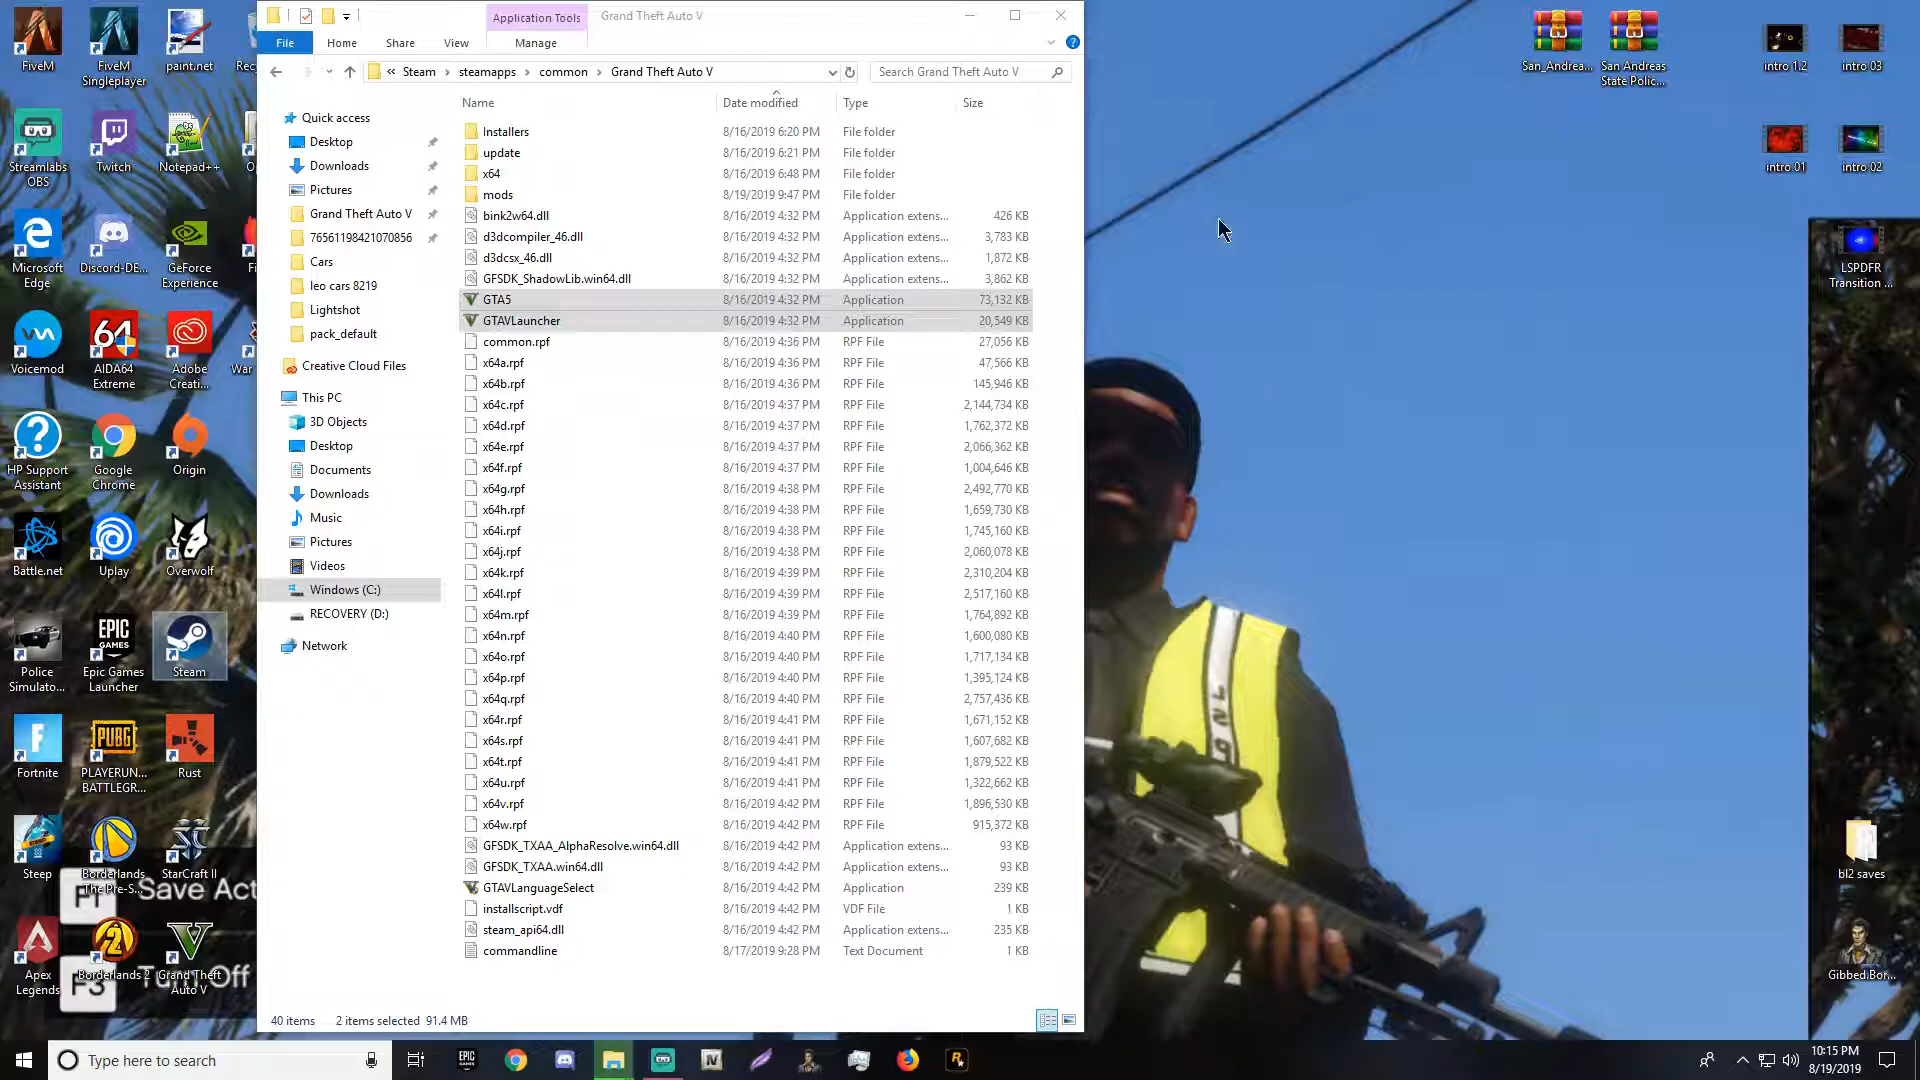 Application Tools
Grand Theft Auto V
File
Home
Share
View
Manage
« Steam › steamapps › common › Grand Theft Auto V
Search Grand Theft Auto V
Quick access
Desktop
Downloads
Pictures
Grand Theft Auto V
76561198421070856
Cars
leo cars 8219
Lightshot
pack_default
Creative Cloud Files
This PC
3D Objects
Desktop
Documents
Downloads
Music
Pictures
Videos
Windows (C:)
RECOVERY (D:)
Network
Name Date modified Type Size
Installers 8/16/2019 6:20 PM File folder
update 8/16/2019 6:21 PM File folder
x64 8/16/2019 6:48 PM File folder
mods 8/19/2019 9:47 PM File folder
bink2w64.dll 8/16/2019 4:32 PM Application extens... 426 KB
d3dcompiler_46.dll 8/16/2019 4:32 PM Application extens... 3,783 KB
d3dcsx_46.dll 8/16/2019 4:32 PM Application extens... 1,872 KB
GFSDK_ShadowLib.win64.dll 8/16/2019 4:32 PM Application extens... 3,862 KB
GTA5 8/16/2019 4:32 PM Application 73,132 KB
GTAVLauncher 8/16/2019 4:32 PM Application 20,549 KB
common.rpf 8/16/2019 4:36 PM RPF File 27,056 KB
x64a.rpf 8/16/2019 4:36 PM RPF File 47,566 KB
x64b.rpf 8/16/2019 4:36 PM RPF File 145,946 KB
x64c.rpf 8/16/2019 4:37 PM RPF File 2,144,734 KB
x64d.rpf 8/16/2019 4:37 PM RPF File 1,762,372 KB
x64e.rpf 8/16/2019 4:37 PM RPF File 2,066,362 KB
x64f.rpf 8/16/2019 4:37 PM RPF File 1,004,646 KB
x64g.rpf 8/16/2019 4:38 PM RPF File 2,492,770 KB
x64h.rpf 8/16/2019 4:38 PM RPF File 1,659,730 KB
x64i.rpf 8/16/2019 4:38 PM RPF File 1,745,160 KB
x64j.rpf 8/16/2019 4:38 PM RPF File 2,060,078 KB
x64k.rpf 8/16/2019 4:39 PM RPF File 2,310,204 KB
x64l.rpf 8/16/2019 4:39 PM RPF File 2,517,160 KB
x64m.rpf 8/16/2019 4:39 PM RPF File 1,764,892 KB
x64n.rpf 8/16/2019 4:40 PM RPF File 1,600,080 KB
x64o.rpf 8/16/2019 4:40 PM RPF File 1,717,134 KB
x64p.rpf 8/16/2019 4:40 PM RPF File 1,395,124 KB
x64q.rpf 8/16/2019 4:40 PM RPF File 2,757,436 KB
x64r.rpf 8/16/2019 4:41 PM RPF File 1,671,152 KB
x64s.rpf 8/16/2019 4:41 PM RPF File 1,607,682 KB
x64t.rpf 8/16/2019 4:41 PM RPF File 1,879,522 KB
x64u.rpf 8/16/2019 4:41 PM RPF File 1,322,662 KB
x64v.rpf 8/16/2019 4:42 PM RPF File 1,896,530 KB
x64w.rpf 8/16/2019 4:42 PM RPF File 915,372 KB
GFSDK_TXAA_AlphaResolve.win64.dll 8/16/2019 4:42 PM Application extens... 93 KB
GFSDK_TXAA.win64.dll 8/16/2019 4:42 PM Application extens... 93 KB
GTAVLanguageSelect 8/16/2019 4:42 PM Application 239 KB
installscript.vdf 8/16/2019 4:42 PM VDF File 1 KB
steam_api64.dll 8/16/2019 4:42 PM Application extens... 235 KB
commandline 8/17/2019 9:28 PM Text Document 1 KB
40 items 2 items selected 91.4 MB
FiveM
FiveM
Singleplayer
paint.net
Recy
Streamlabs
OBS
Twitch
Notepad++
Microsoft
Edge
Discord-DE...
GeForce
Experience
Voicemod
64
AIDA64
Extreme
Adobe
Creati...
War
HP Support
Assistant
Google
Chrome
Origin
Battle.net
Uplay
Overwolf
Police
Simulato...
EPIC
GAMES
Epic Games
Launcher
Steam
Fortnite
PUBG
PLAYERUN...
BATTLEGR...
Rust
Steep
Borderlands
The Pre-S...
StarCraft II
Save Act
Apex
Legends
Borderlands 2
Grand Theft
Auto V
F3
Turn Off
San_Andrea...
San Andreas
State Polic...
intro 1.2
intro 03
intro 01
intro 02
LSPDFR
Transition ...
bl2 saves
Gibbed.Bor...
Type here to search
EPIC
IV
10:15 PM
8/19/2019